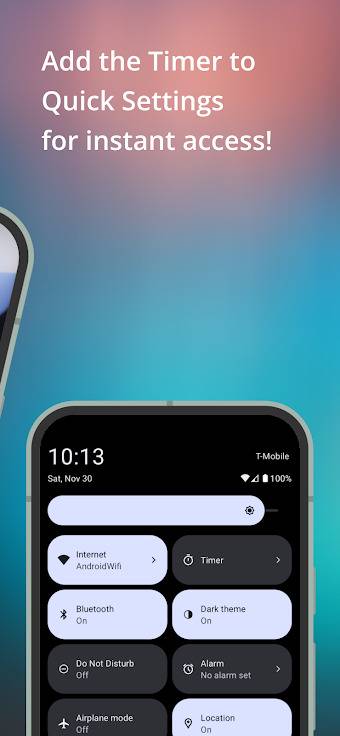 Add the Timer to
Quick Settings
for instant access!
10:13
T-Mobile
Sat, Nov 30
100%
Internet
AndroidWifi
Timer
Bluetooth
On
Dark theme
On
Do Not Disturb
Off
Alarm
No alarm set
Airplane mode
Off
Location
On